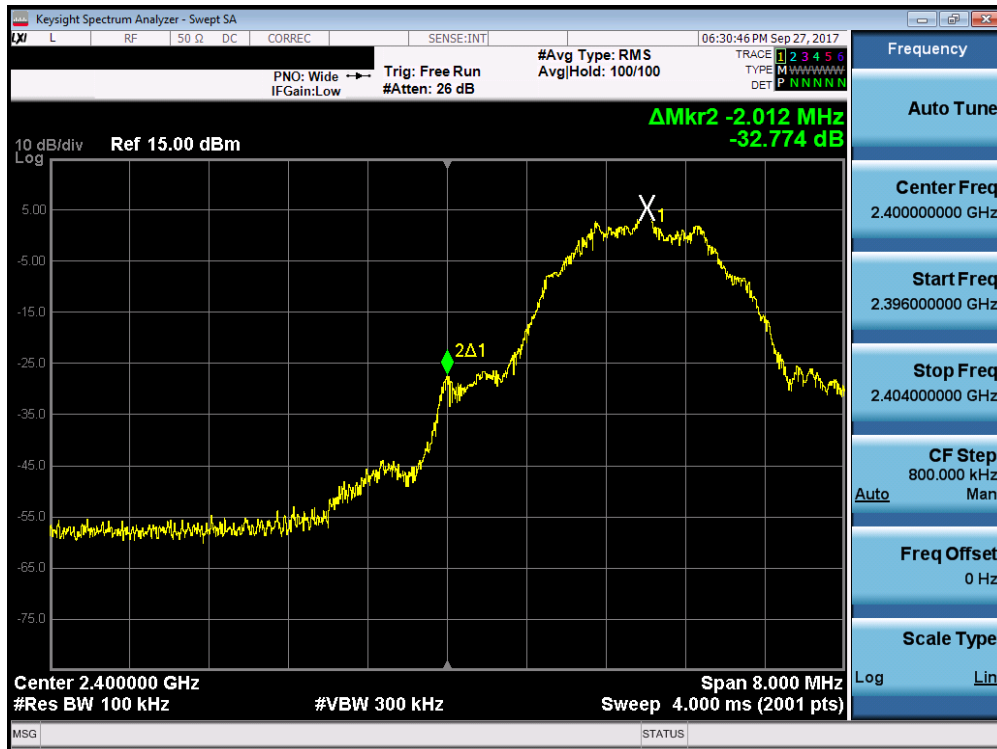 Keysight Spectrum Analyzer - Swept SA
LXI L RF 50 Ω DC CORREC SENSE:INT 06:30:46 PM Sep 27, 2017
PNO: Wide
IFGain:Low
Trig: Free Run
#Atten: 26 dB
#Avg Type: RMS
Avg|Hold: 100/100
TRACE 1 2 3 4 5 6
TYPE M WWWWW
DET P N N N N N
ΔMkr2 -2.012 MHz
-32.774 dB
10 dB/div Ref 15.00 dBm
Log
5.00
-5.00
-15.0
-25.0
-35.0
-45.0
-55.0
-65.0
-75.0
X1
2Δ1
Center 2.400000 GHz Span 8.000 MHz
#Res BW 100 kHz #VBW 300 kHz Sweep 4.000 ms (2001 pts)
MSG STATUS
Frequency
Auto Tune
Center Freq
2.400000000 GHz
Start Freq
2.396000000 GHz
Stop Freq
2.404000000 GHz
CF Step
800.000 kHz
Auto Man
Freq Offset
0 Hz
Scale Type
Log Lin